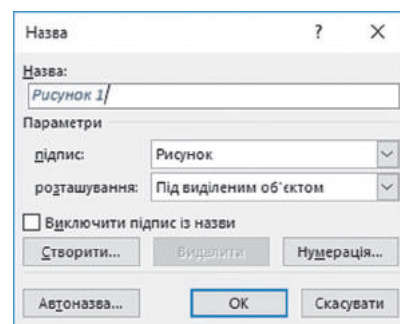 Назва ? ×
Назва:
Рисунок 1
Параметри
підпис: Рисунок
розташування: Під виділеним об`єктом
Виключити підпис із назви
Створити... Видалити Нумерація...
Автоназва... ОК Скасувати